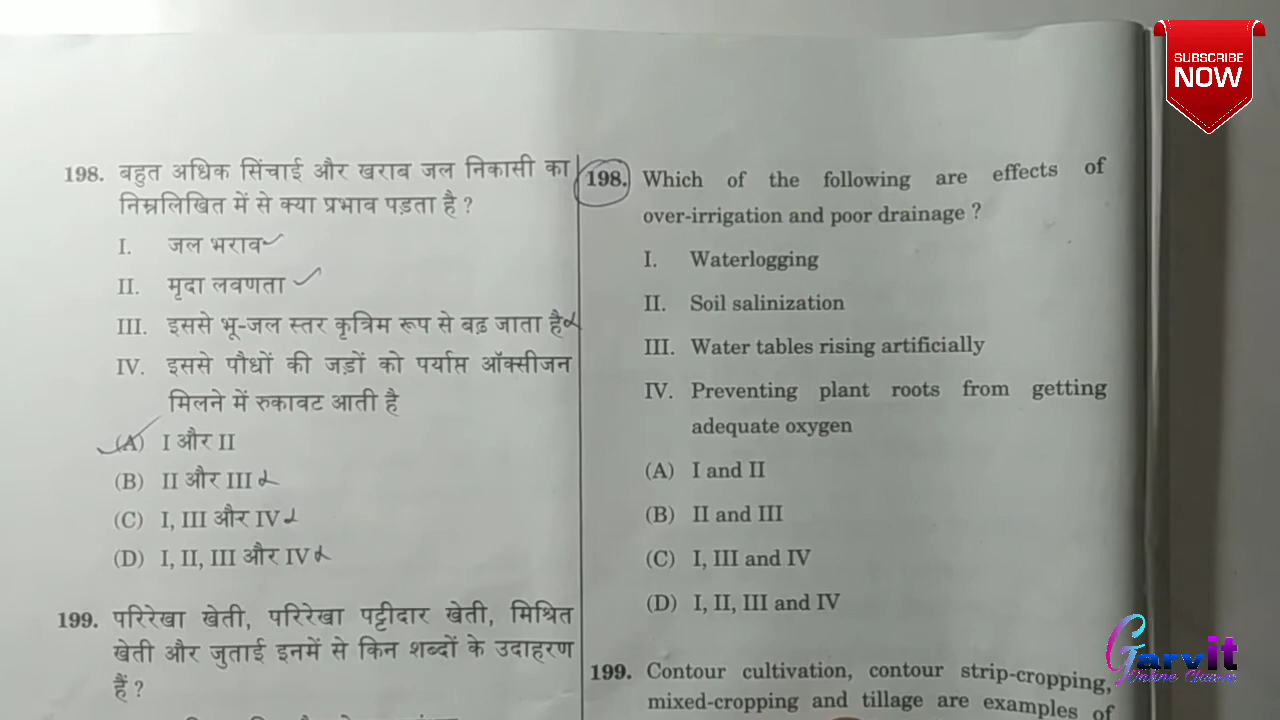 198. बहुत अधिक सिंचाई और खराब जल निकासी का
निम्नलिखित में से क्या प्रभाव पड़ता है ?
I. जल भराव
II. मृदा लवणता
III. इससे भू-जल स्तर कृत्रिम रूप से बढ़ जाता है
IV. इससे पौधों की जड़ों को पर्याप्त ऑक्सीजन
मिलने में रुकावट आती है
(A) I और II
(B) II और III
(C) I, III और IV
(D) I, II, III और IV
199. परिरेखा खेती, परिरेखा पट्टीदार खेती, मिश्रित
खेती और जुताई इनमें से किन शब्दों के उदाहरण
हैं ?
198. Which of the following are effects of
over-irrigation and poor drainage ?
I. Waterlogging
II. Soil salinization
III. Water tables rising artificially
IV. Preventing plant roots from getting
adequate oxygen
(A) I and II
(B) II and III
(C) I, III and IV
(D) I, II, III and IV
199. Contour cultivation, contour strip-cropping,
mixed-cropping and tillage are examples of
SUBSCRIBE
NOW
Garvit
Online Classes